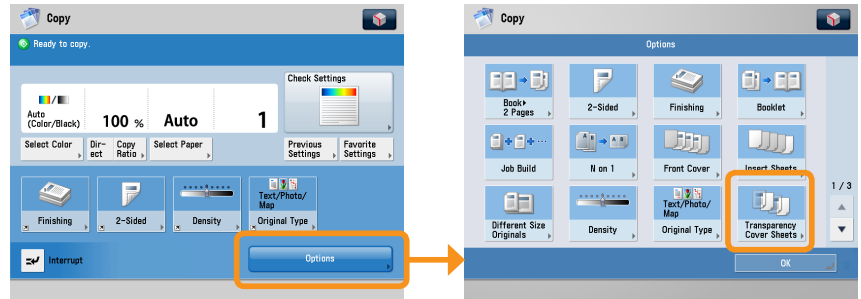 Copy
Ready to copy.
Check Settings
Auto
(Color/Black)
100 %
Auto
1
Select Color
Dir-
ect
Copy
Ratio
Select Paper
Previous
Settings
Favorite
Settings
Finishing
2-Sided
Density
Text/Photo/
Map
Original Type
Interrupt
Options
Copy
Options
Book▸
2 Pages
2-Sided
Finishing
Booklet
Job Build
N on 1
Front Cover
Insert Sheets
1 / 3
Different Size
Originals
Density
Text/Photo/
Map
Original Type
Transparency
Cover Sheets
OK